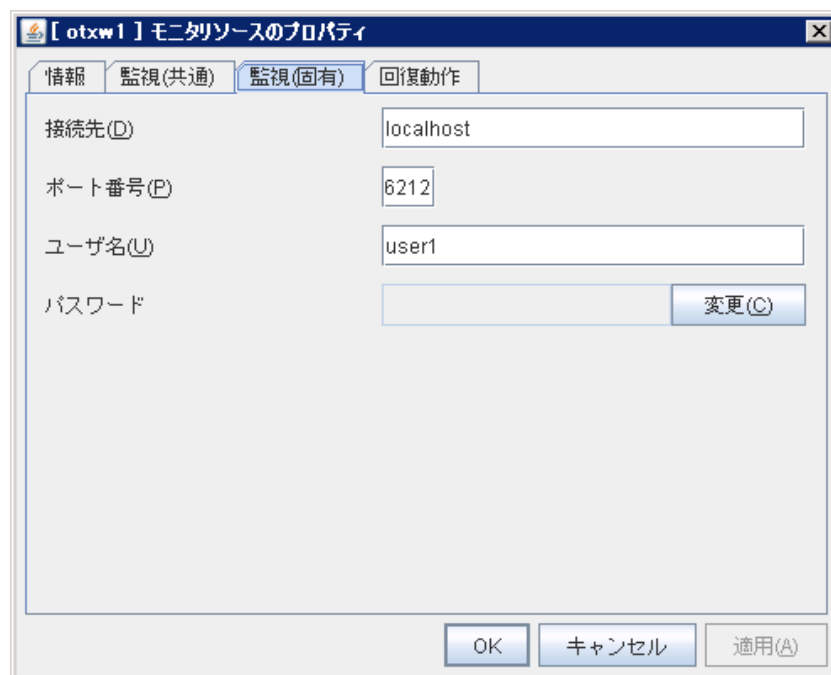 [ otxw1 ] モニタリソースのプロパティ
情報 監視(共通) 監視(固有) 回復動作
接続先(D) localhost
ポート番号(P) 6212
ユーザ名(U) user1
パスワード 変更(C)
OK キャンセル 適用(A)